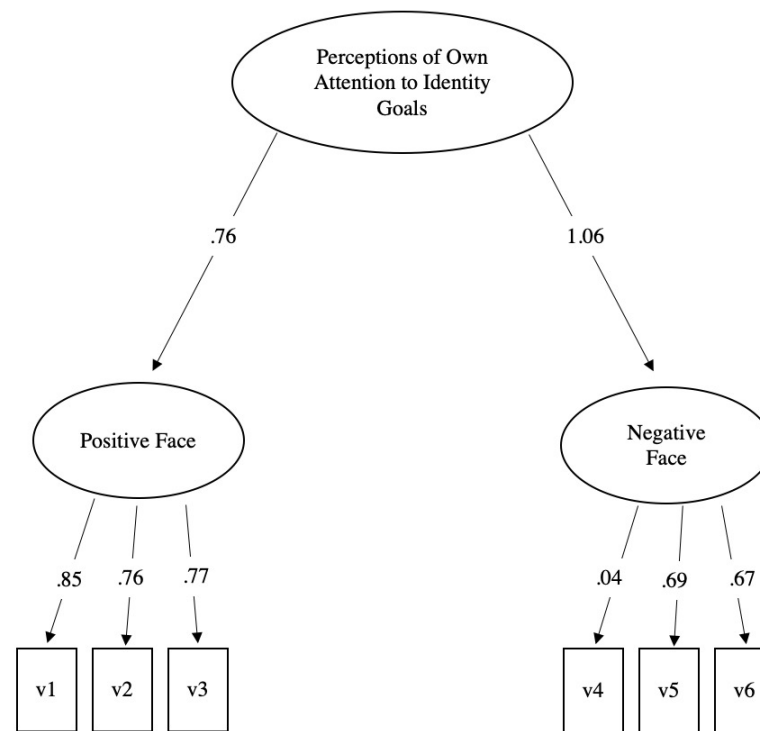 Perceptions of Own
Attention to Identity
Goals
.76
1.06
Positive Face
Negative
Face
.85
.76
.77
.04
.69
.67
v1
v2
v3
v4
v5
v6